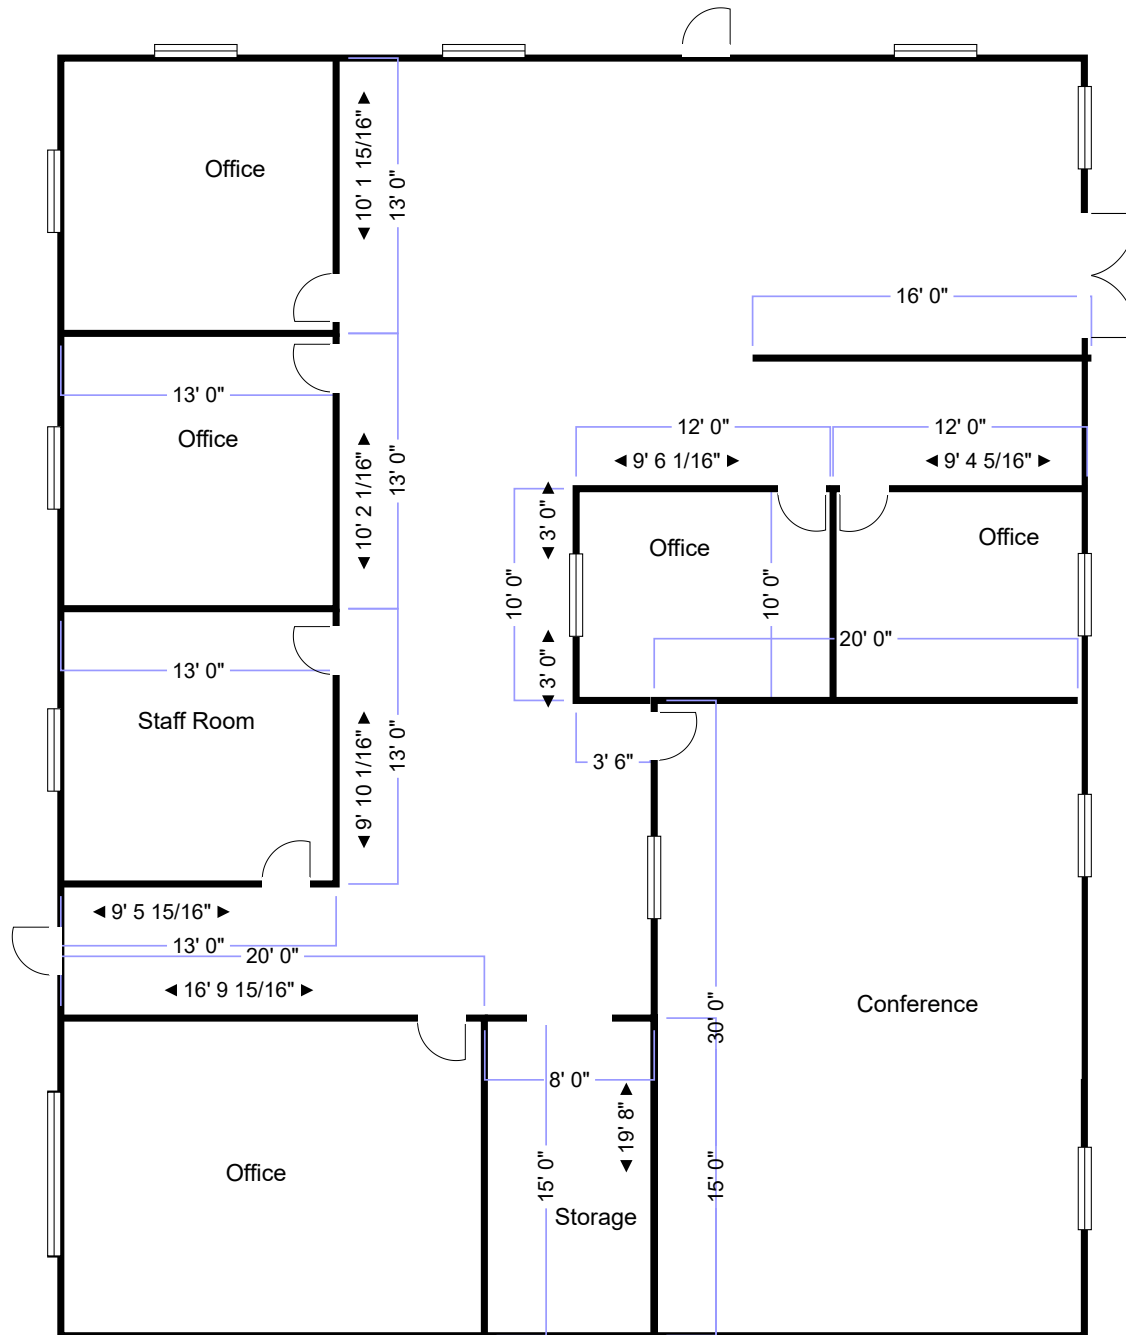 Office
◄ 10' 1 15/16" ►
13' 0"
16' 0"
13' 0"
Office
◄ 10' 2 1/16" ►
13' 0"
12' 0"
12' 0"
◄ 9' 6 1/16" ►
◄ 9' 4 5/16" ►
◄ 3' 0" ►
Office
Office
10' 0"
10' 0"
20' 0"
◄ 3' 0" ►
13' 0"
Staff Room
◄ 9' 10 1/16" ►
13' 0"
3' 6"
◄ 9' 5 15/16" ►
13' 0"
20' 0"
◄ 16' 9 15/16" ►
Conference
30' 0"
8' 0"
◄ 19' 8" ►
Office
15' 0"
15' 0"
Storage